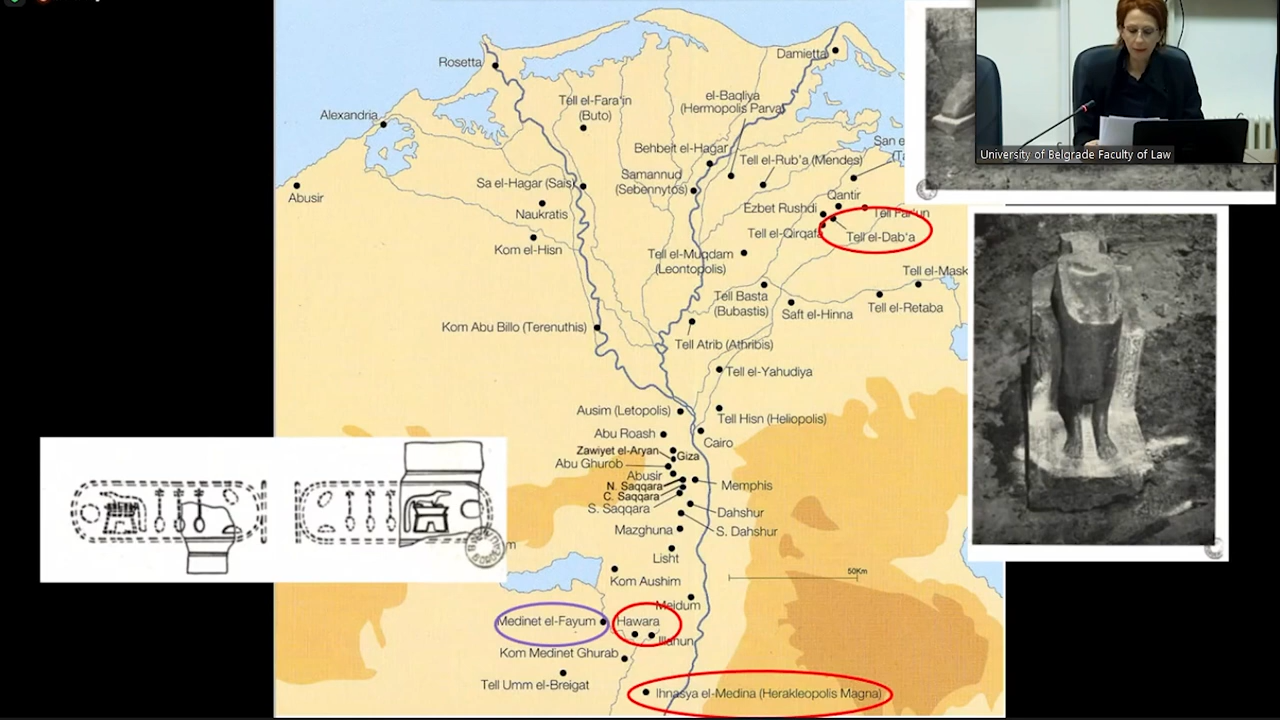 Rosetta
Damietta
Alexandria
Tell el-Fara'in
(Buto)
el-Baqliya
(Hermopolis Parva)
Behbeit el-Hagar
Tell el-Rub'a (Mendes)
San e
University of Belgrade Faculty of Law
Abusir
Sa el-Hagar (Sais)
Samannud
(Sebennytos)
Qantir
Naukratis
Ezbet Rushdi
Tell Far'un
Kom el-Hisn
Tell el-Qirqafa
Tell el-Dab'a
Tell el-Muqdam
(Leontopolis)
Tell el-Mask
Tell Basta
(Bubastis)
Saft el-Hinna
Tell el-Retaba
Kom Abu Billo (Terenuthis)
Tell Atrib (Athribis)
Tell el-Yahudiya
Ausim (Letopolis)
Tell Hisn (Heliopolis)
Abu Roash
Cairo
Zawiyet el-Aryan
Giza
Abu Ghurob
Abusir
N. Saqqara
Memphis
C. Saqqara
S. Saqqara
Dahshur
Mazghuna
S. Dahshur
Lisht
50Km
Kom Aushim
Meidum
Medinet el-Fayum
Hawara
Illahun
Kom Medinet Ghurab
Tell Umm el-Breigat
Ihnasya el-Medina (Herakleopolis Magna)